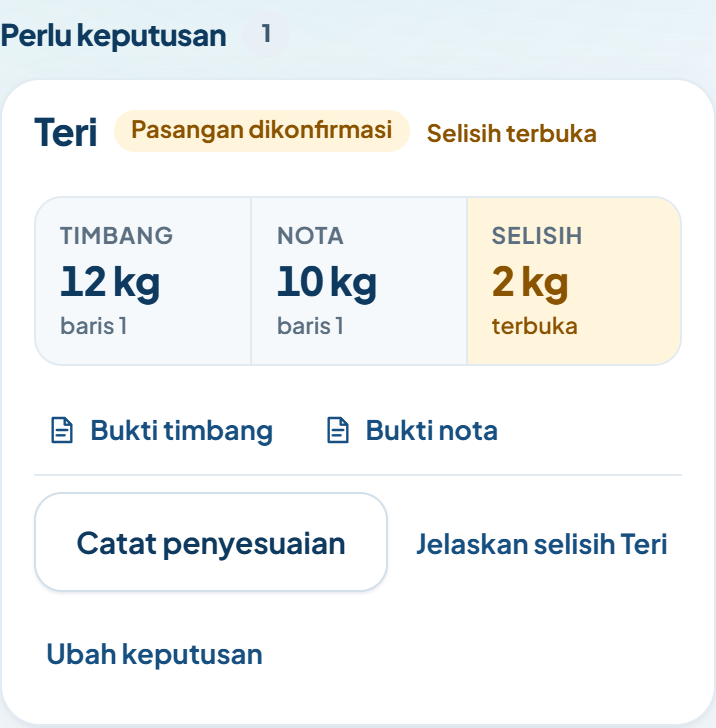 Perlu keputusan 1
Teri Pasangan dikonfirmasi Selisih terbuka
TIMBANG NOTA SELISIH
12 kg 10 kg 2 kg
baris 1 baris 1 terbuka
Bukti timbang Bukti nota
Catat penyesuaian Jelaskan selisih Teri
Ubah keputusan